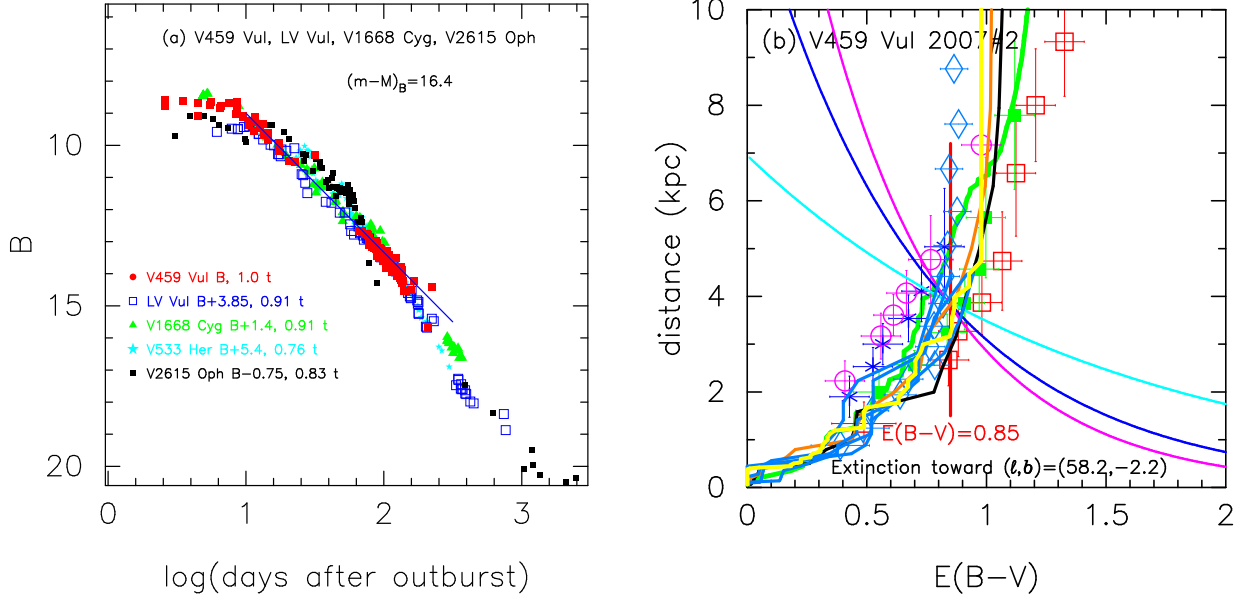 (a) V459 Vul, LV Vul, V1668 Cyg, V2615 Oph
(m−M)B=16.4
B
10
15
20
V459 Vul B, 1.0 t
LV Vul B+3.85, 0.91 t
V1668 Cyg B+1.4, 0.91 t
V533 Her B+5.4, 0.76 t
V2615 Oph B−0.75, 0.83 t
0
1
2
3
log(days after outburst)
(b) V459 Vul 2007#2
distance (kpc)
10
8
6
4
2
0
E(B−V)=0.85
Extinction toward (ℓ,b)=(58.2,−2.2)
0
0.5
1
1.5
2
E(B−V)